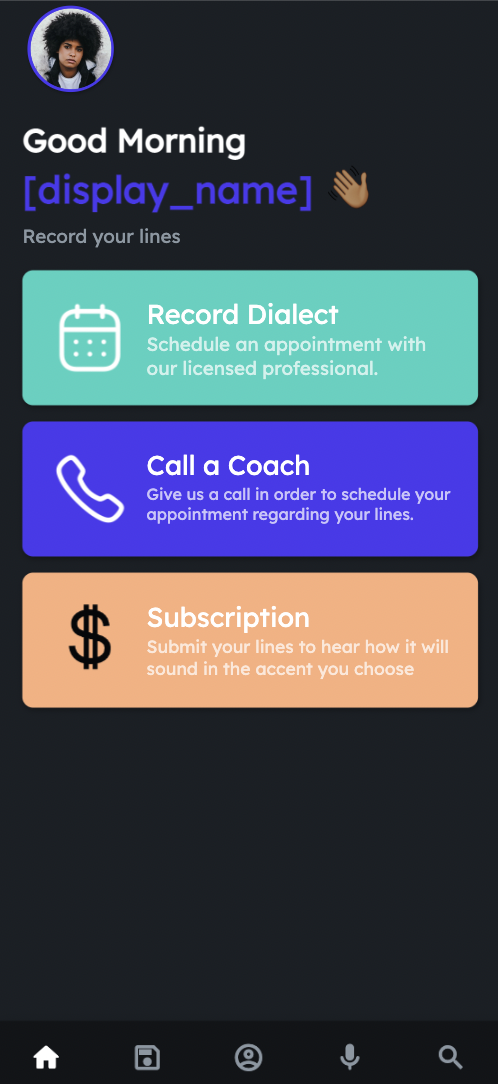 Good Morning
[display_name] 👋🏾
Record your lines
Record Dialect
Schedule an appointment with
our licensed professional.
Call a Coach
Give us a call in order to schedule your
appointment regarding your lines.
$
Subscription
Submit your lines to hear how it will
sound in the accent you choose